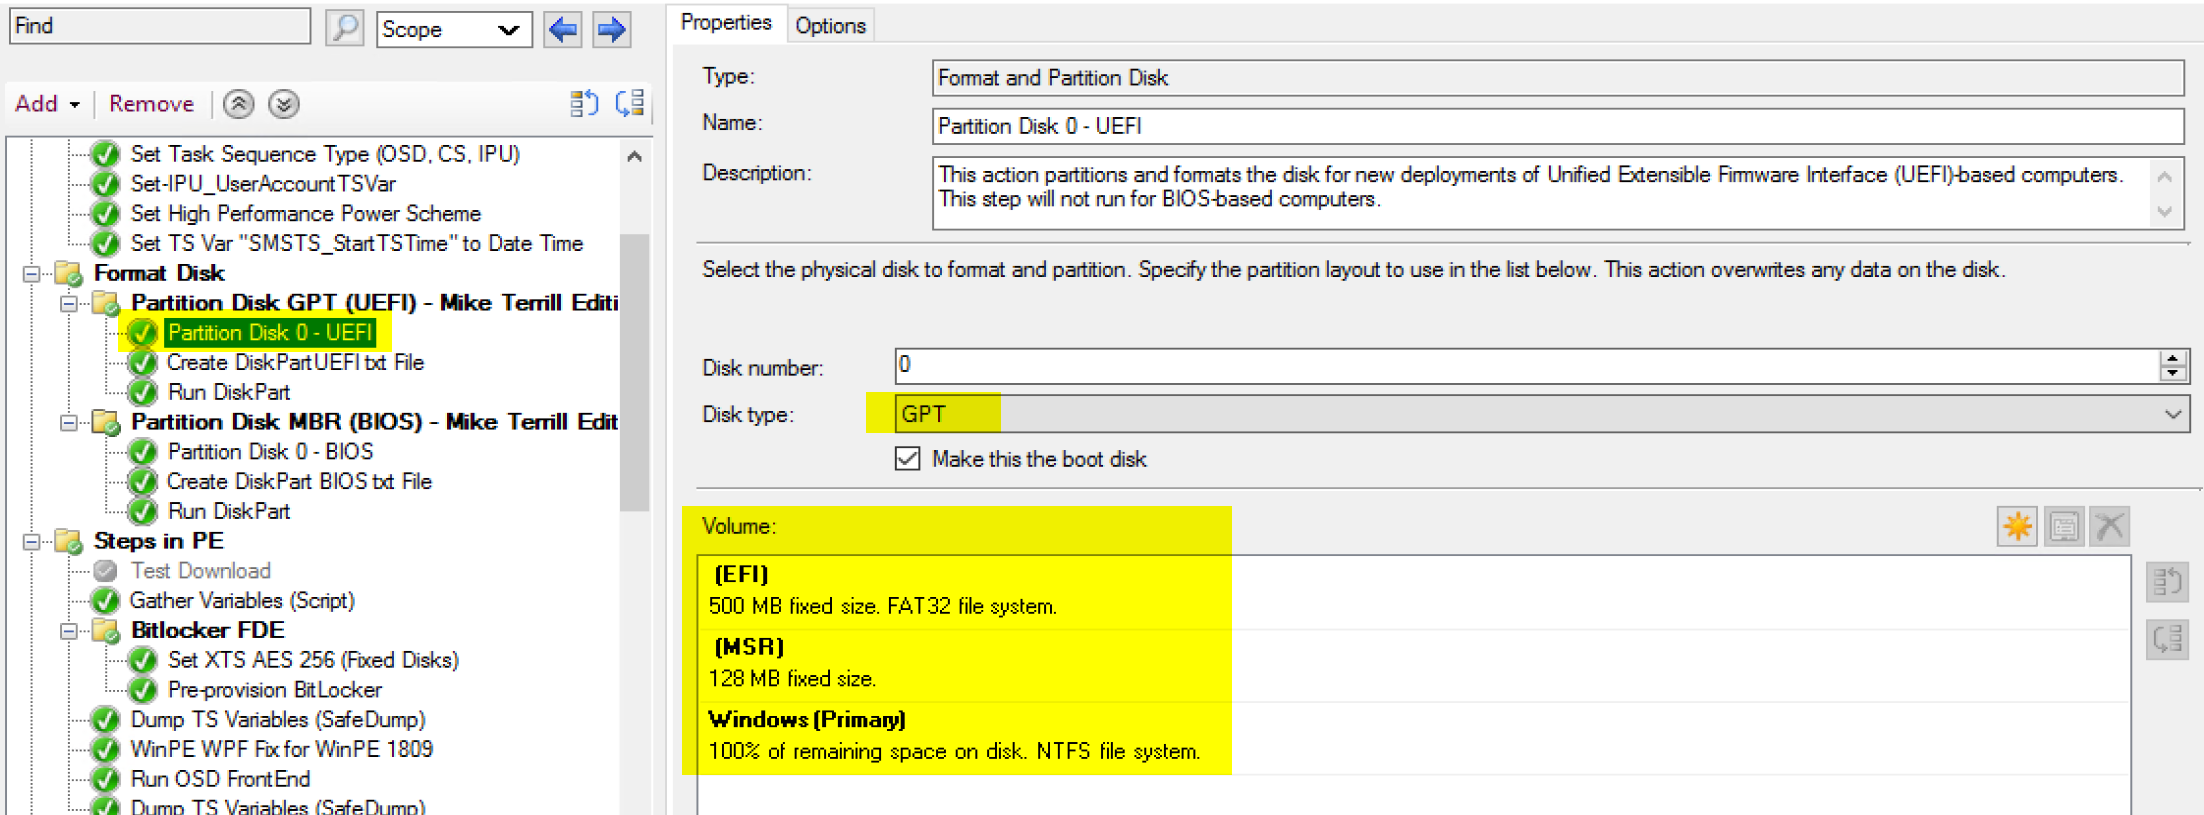 Find
Scope
Add
Remove
Set Task Sequence Type (OSD, CS, IPU)
Set-IPU_UserAccountTSVar
Set High Performance Power Scheme
Set TS Var "SMSTS_StartTSTime" to Date Time
Format Disk
Partition Disk GPT (UEFI) - Mike Terrill Editi
Partition Disk 0 - UEFI
Create DiskPartUEFI txt File
Run DiskPart
Partition Disk MBR (BIOS) - Mike Terrill Edit
Partition Disk 0 - BIOS
Create DiskPart BIOS txt File
Run DiskPart
Steps in PE
Test Download
Gather Variables (Script)
Bitlocker FDE
Set XTS AES 256 (Fixed Disks)
Pre-provision BitLocker
Dump TS Variables (SafeDump)
WinPE WPF Fix for WinPE 1809
Run OSD FrontEnd
Dump TS Variables (SafeDump)
Properties
Options
Type:
Format and Partition Disk
Name:
Partition Disk 0 - UEFI
Description:
This action partitions and formats the disk for new deployments of Unified Extensible Firmware Interface (UEFI)-based computers.
This step will not run for BIOS-based computers.
Select the physical disk to format and partition. Specify the partition layout to use in the list below. This action overwrites any data on the disk.
Disk number:
0
Disk type:
GPT
Make this the boot disk
Volume:
(EFI)
500 MB fixed size. FAT32 file system.
(MSR)
128 MB fixed size.
Windows (Primary)
100% of remaining space on disk. NTFS file system.